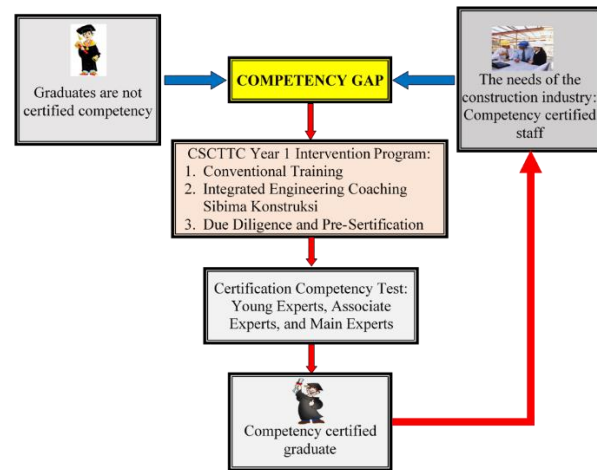 Graduates are not
certified competency
COMPETENCY GAP
The needs of the
construction industry:
Competency certified
staff
CSCTTC Year 1 Intervention Program:
1. Conventional Training
2. Integrated Engineering Coaching
Sibima Konstruksi
3. Due Diligence and Pre-Sertification
Certification Competency Test:
Young Experts, Associate
Experts, and Main Experts
Competency certified
graduate